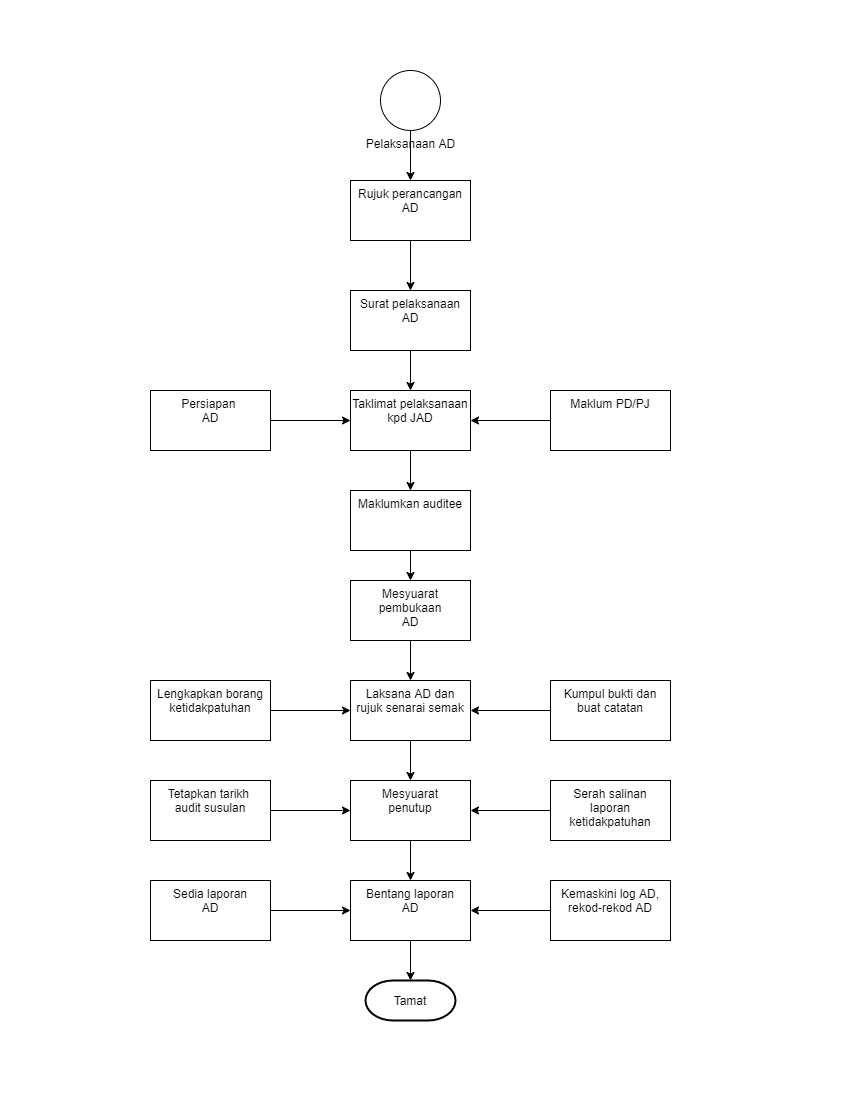 Pelaksanaan AD
Rujuk perancangan
AD
Surat pelaksanaan
AD
Persiapan
AD
Taklimat pelaksanaan
kpd JAD
Maklum PD/PJ
Maklumkan auditee
Mesyuarat
pembukaan
AD
Lengkapkan borang
ketidakpatuhan
Laksana AD dan
rujuk senarai semak
Kumpul bukti dan
buat catatan
Tetapkan tarikh
audit susulan
Mesyuarat
penutup
Serah salinan
laporan
ketidakpatuhan
Sedia laporan
AD
Bentang laporan
AD
Kemaskini log AD,
rekod-rekod AD
Tamat